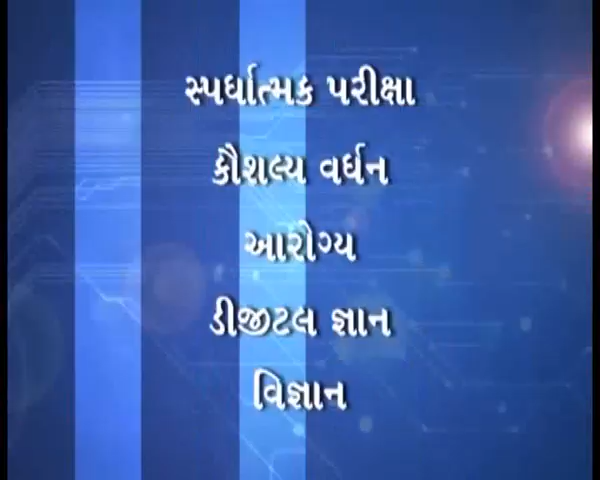 સ્પર્ધાત્મક પરીક્ષા
કૌશલ્ય વર્ધન
આરોગ્ય
ડીજીટલ જ્ઞાન
વિજ્ઞાન